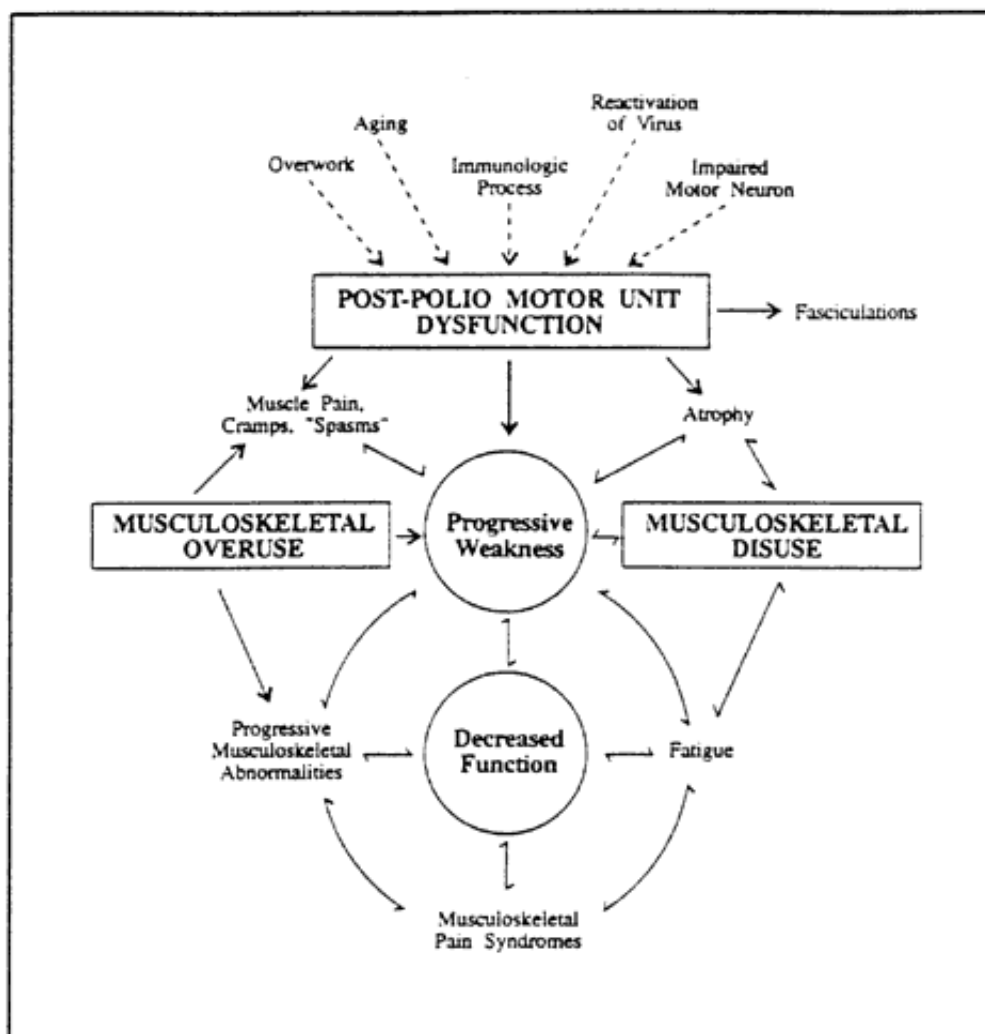 Reactivation
of Virus
Aging
Overwork
Immunologic
Process
Impaired
Motor Neuron
POST-POLIO MOTOR UNIT
DYSFUNCTION
Fasciculations
Muscle Pain,
Cramps, "Spasms"
Atrophy
MUSCULOSKELETAL
OVERUSE
Progressive
Weakness
MUSCULOSKELETAL
DISUSE
Progressive
Musculoskeletal
Abnormalities
Decreased
Function
Fatigue
Musculoskeletal
Pain Syndromes